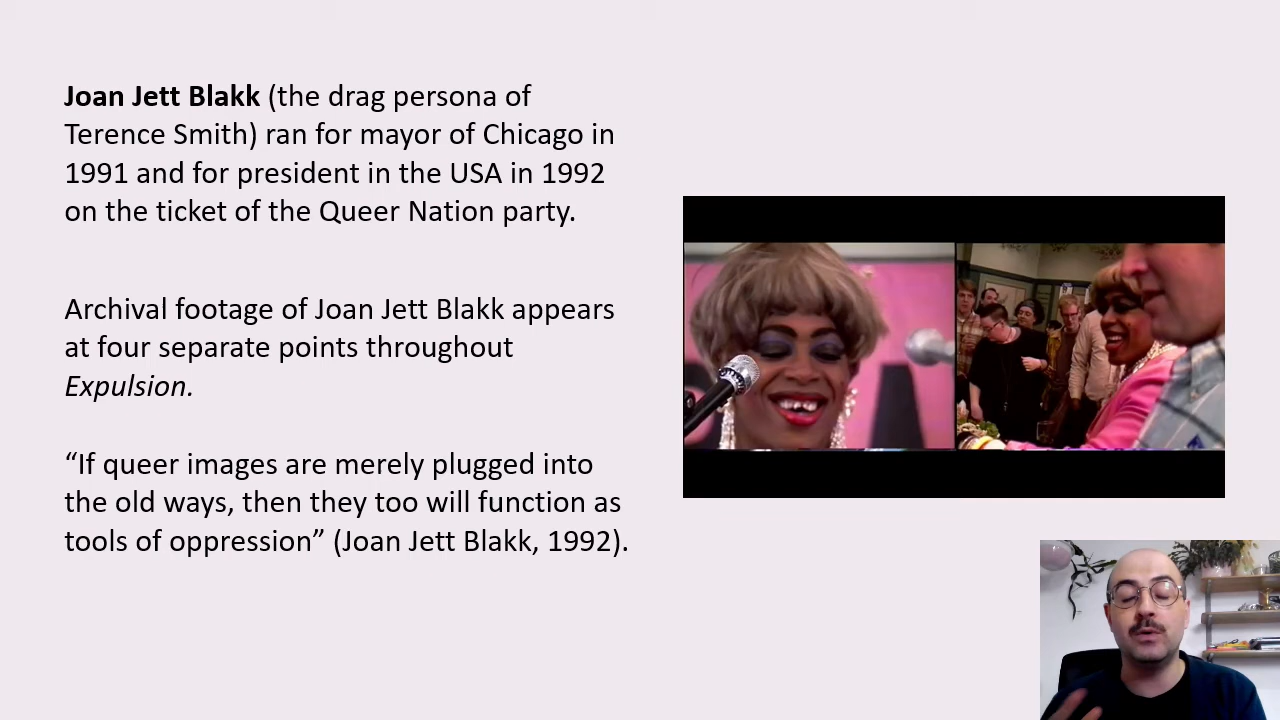 Joan Jett Blakk (the drag persona of
Terence Smith) ran for mayor of Chicago in
1991 and for president in the USA in 1992
on the ticket of the Queer Nation party.
Archival footage of Joan Jett Blakk appears
at four separate points throughout
Expulsion.
“If queer images are merely plugged into
the old ways, then they too will function as
tools of oppression” (Joan Jett Blakk, 1992).